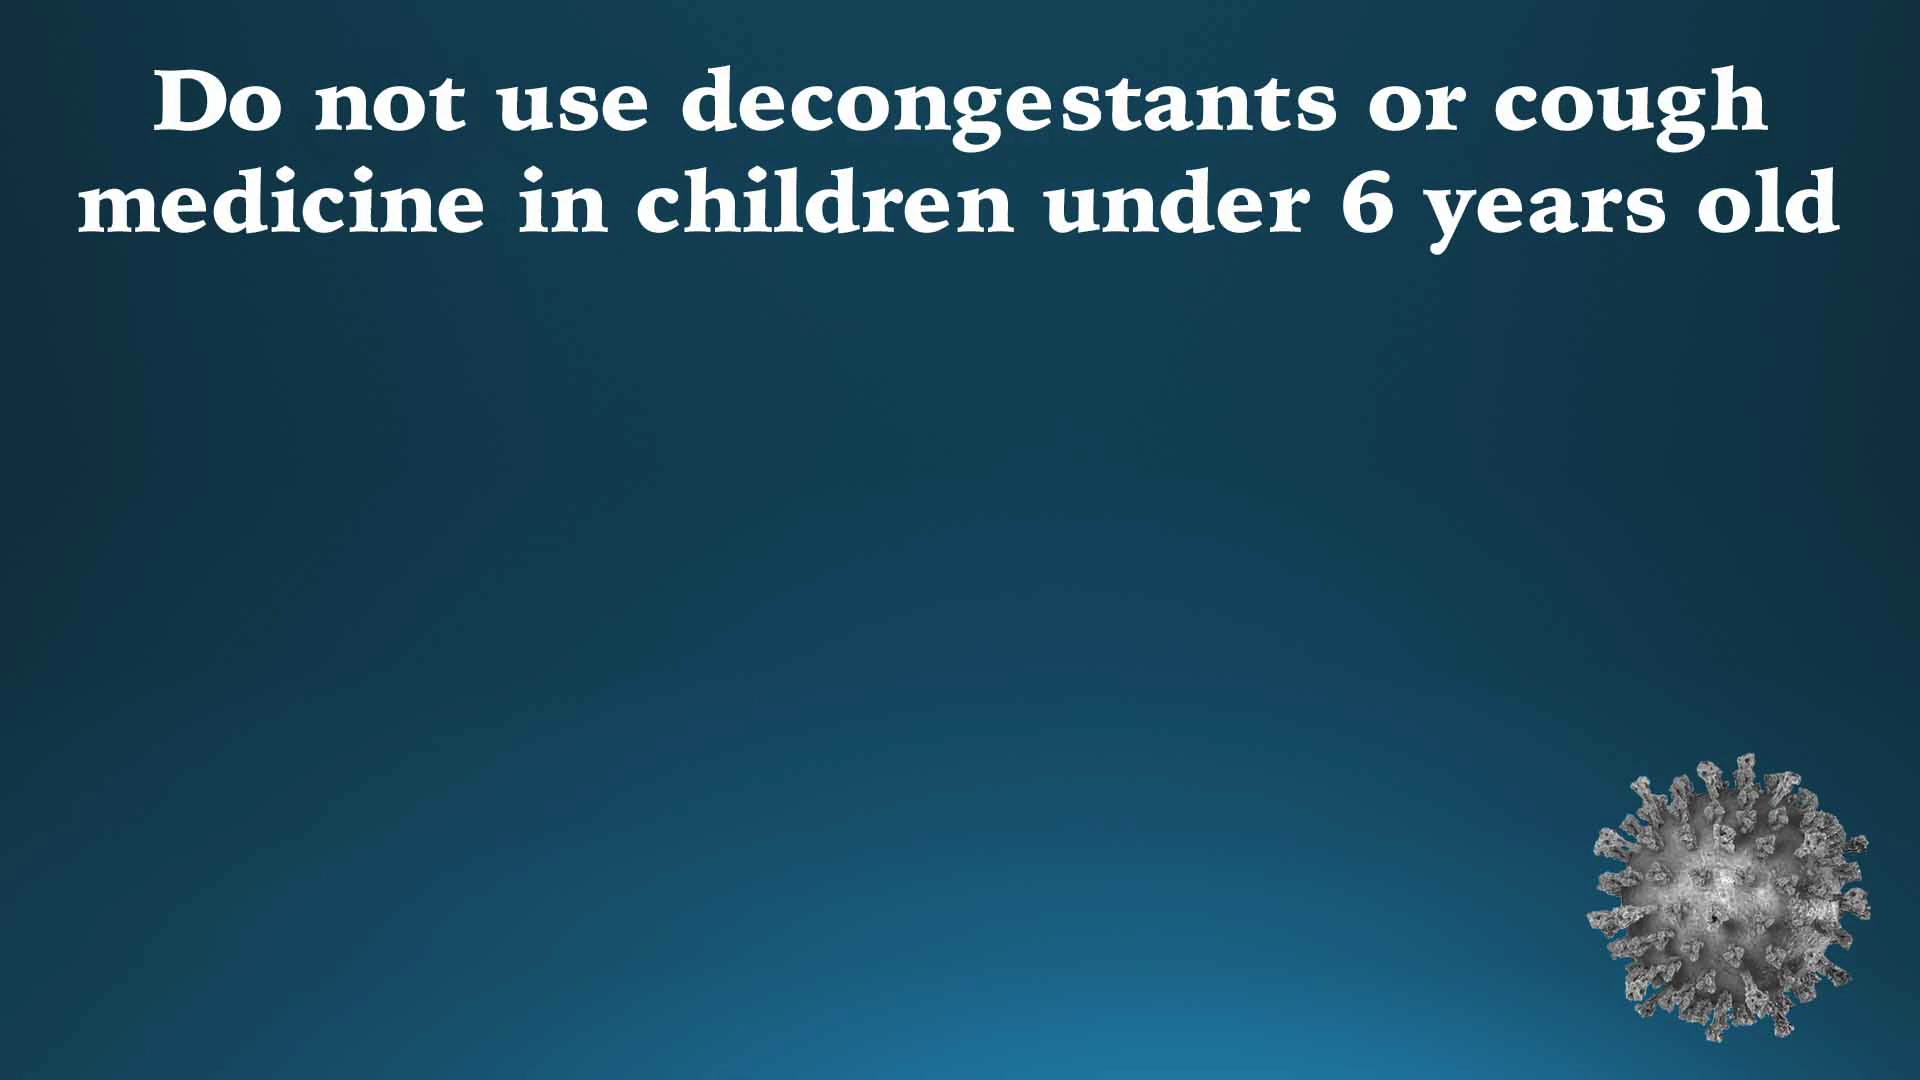 Do not use decongestants or cough
medicine in children under 6 years old